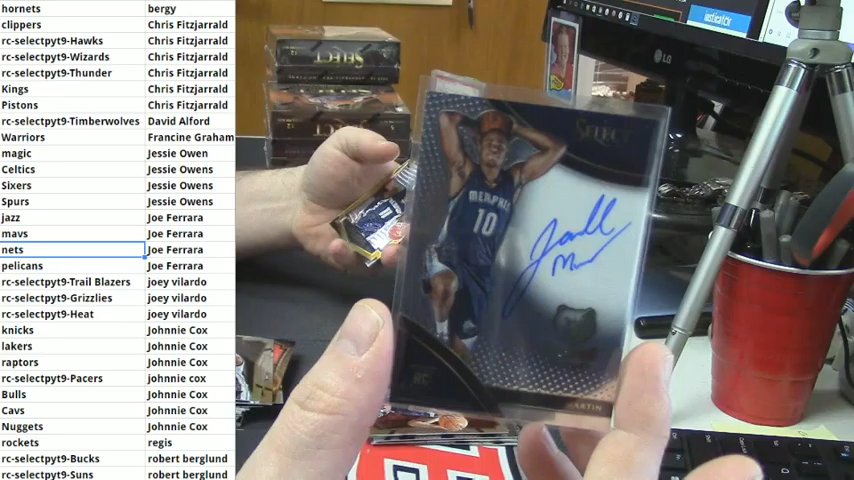 hornets bergy
clippers Chris Fitzjarrald
rc-selectpyt9-Hawks Chris Fitzjarrald
rc-selectpyt9-Wizards Chris Fitzjarrald
rc-selectpyt9-Thunder Chris Fitzjarrald
Kings Chris Fitzjarrald
Pistons Chris Fitzjarrald
rc-selectpyt9-Timberwolves David Alford
Warriors Francine Graham
magic Jessie Owen
Celtics Jessie Owens
Sixers Jessie Owens
Spurs Jessie Owens
jazz Joe Ferrara
mavs Joe Ferrara
nets Joe Ferrara
pelicans Joe Ferrara
rc-selectpyt9-Trail Blazers joey vilardo
rc-selectpyt9-Grizzlies joey vilardo
rc-selectpyt9-Heat joey vilardo
knicks Johnnie Cox
lakers Johnnie Cox
raptors Johnnie Cox
rc-selectpyt9-Pacers johnnie cox
Bulls Johnnie Cox
Cavs Johnnie Cox
Nuggets Johnnie Cox
rockets regis
rc-selectpyt9-Bucks robert berglund
rc-selectpyt9-Suns robert berglund
SELECT
SELECT
SELECT
MEMPHIS
10
RC
MARTIN
LG